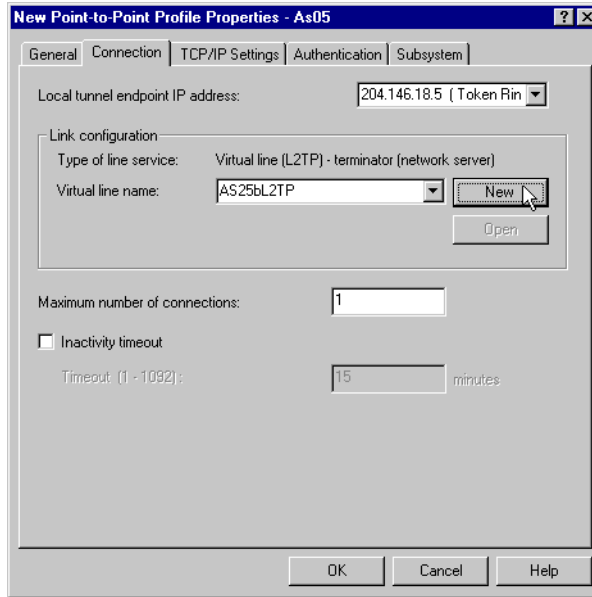 New Point-to-Point Profile Properties - As05
General Connection TCP/IP Settings Authentication Subsystem
Local tunnel endpoint IP address: 204.146.18.5 ( Token Rin
Link configuration
Type of line service: Virtual line (L2TP) - terminator (network server)
Virtual line name: AS25bL2TP New
Open
Maximum number of connections: 1
Inactivity timeout
Timeout (1 - 1092) : 15 minutes
OK Cancel Help